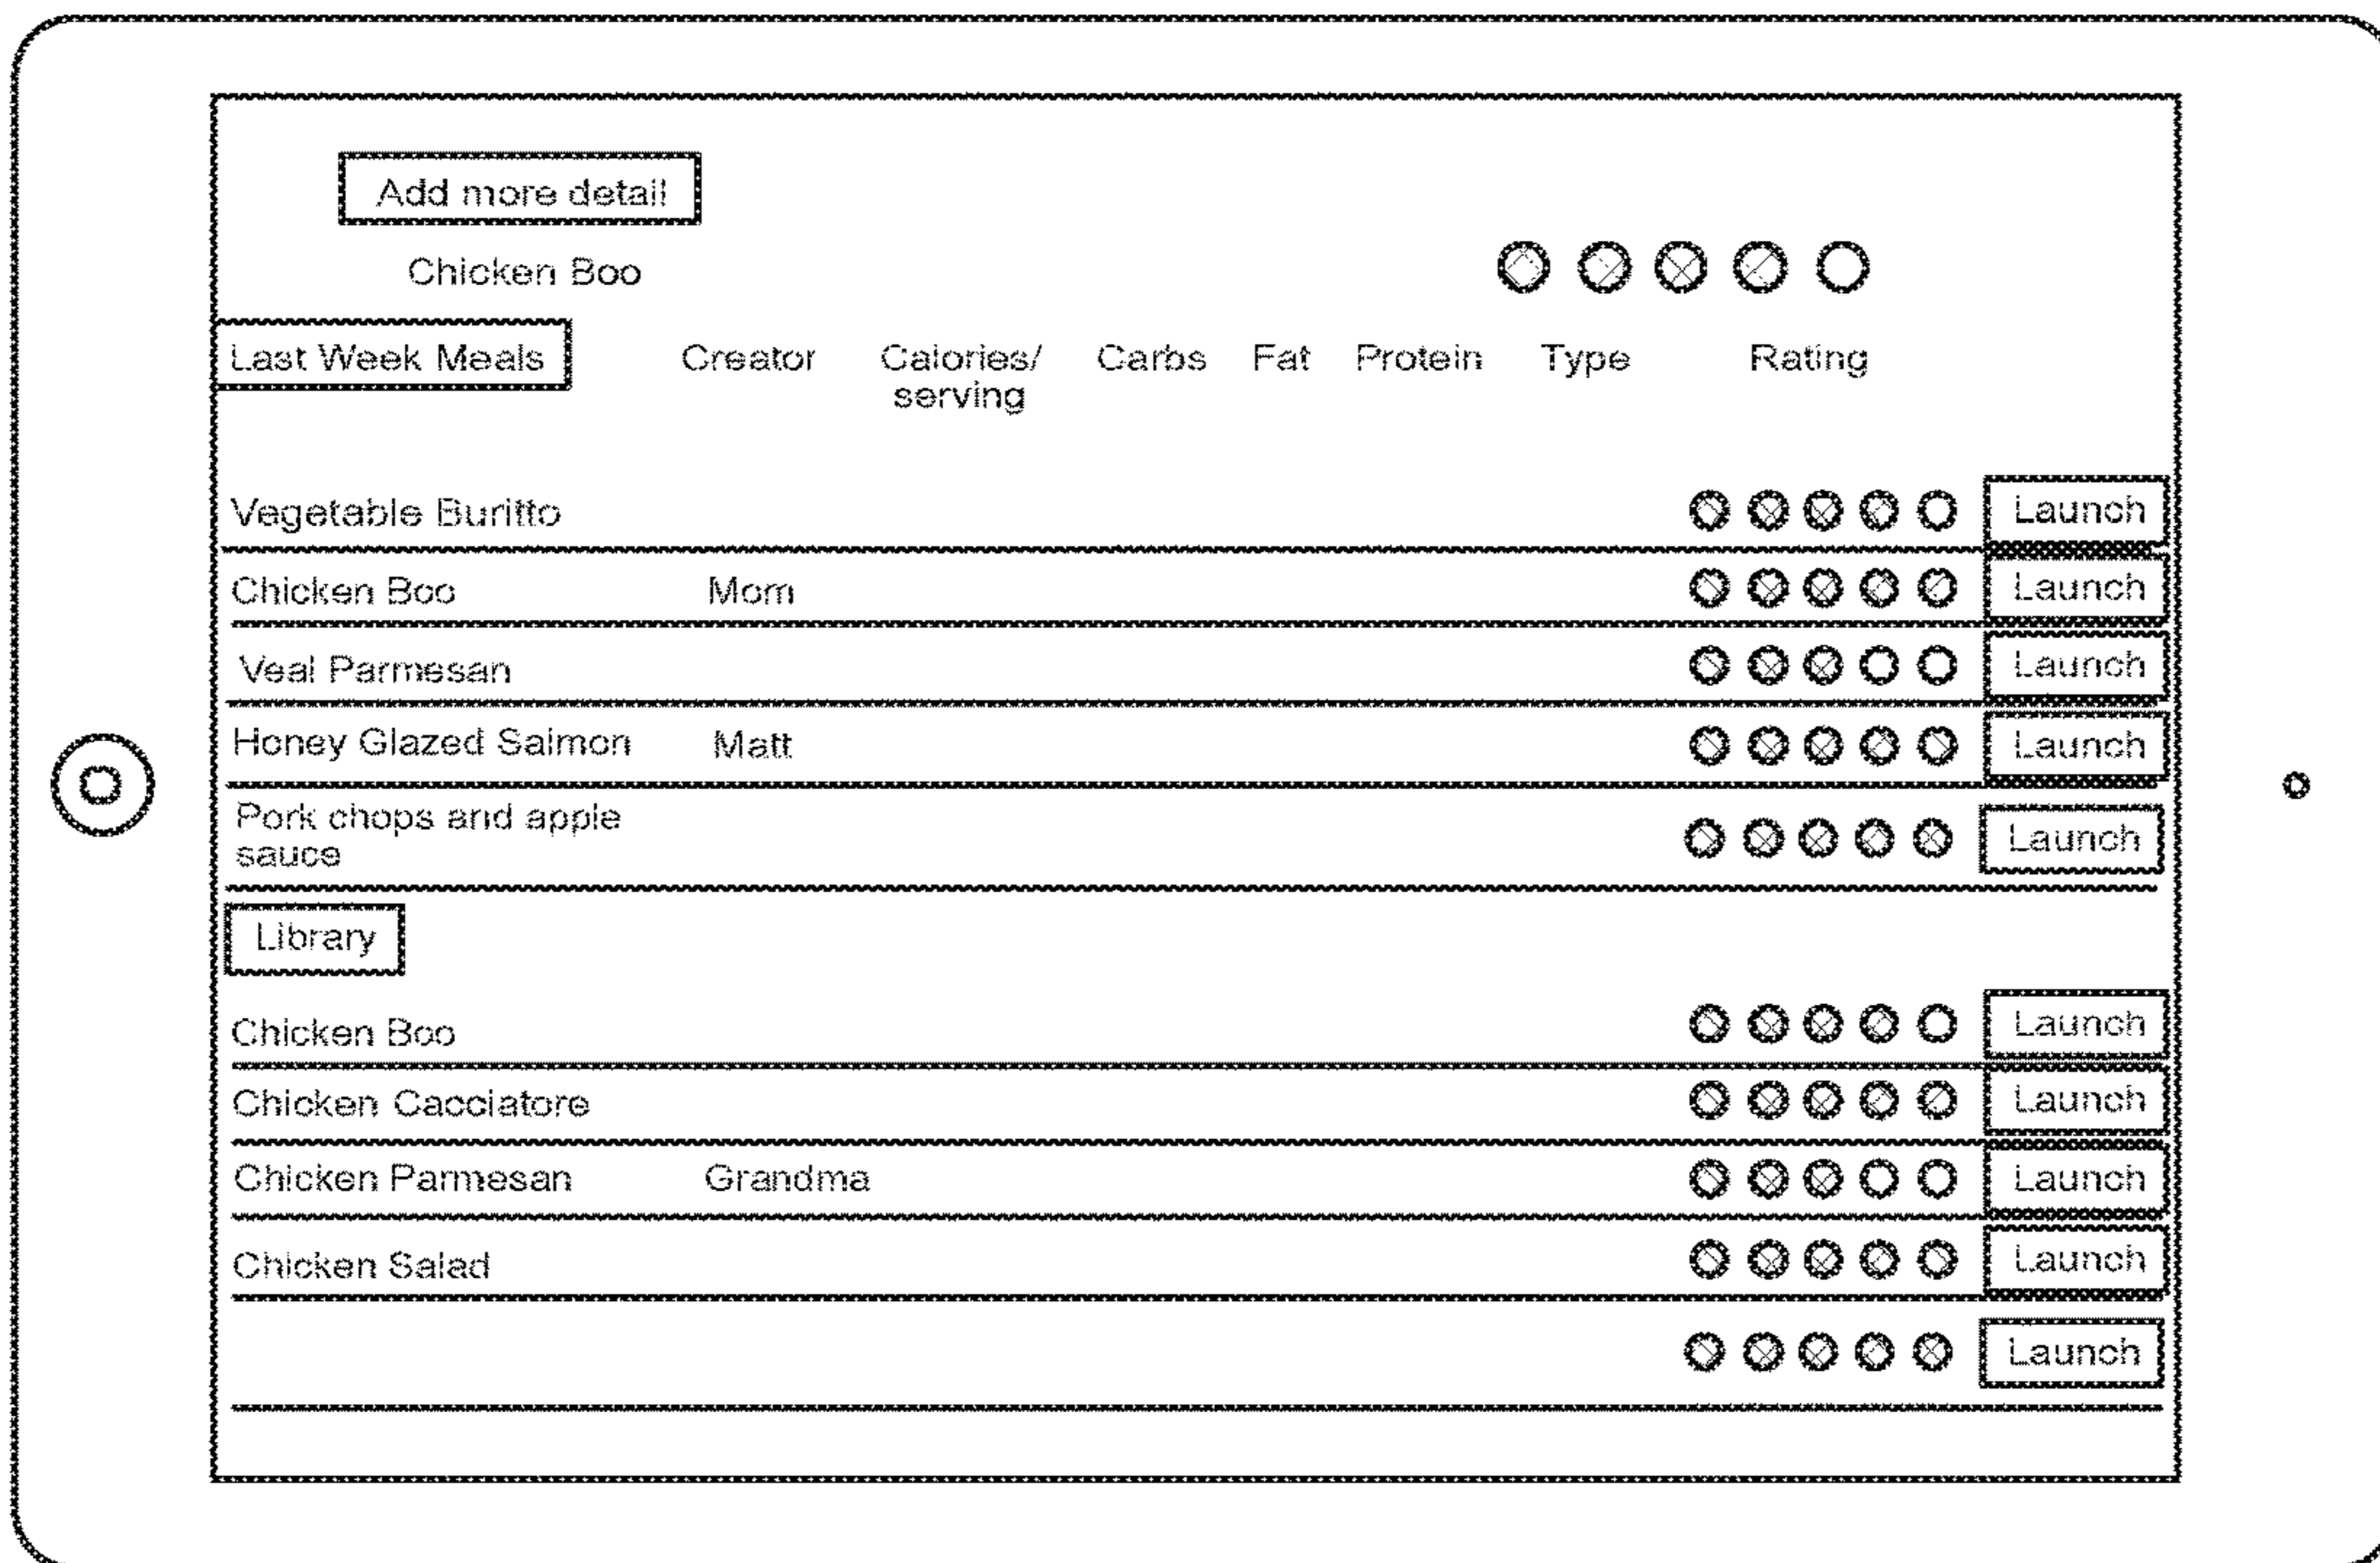 Add more detail
Chicken Boo
Last Week Meals Creator Calories/ Carbs Fat Protein Type Rating
serving
Vegetable Buritto Launch
Chicken Boo Mom Launch
Veal Parmesan Launch
Honey Glazed Salmon Matt Launch
Pork chops and apple
sauce Launch
Library
Chicken Boo Launch
Chicken Cacciatore Launch
Chicken Parmesan Grandma Launch
Chicken Salad Launch
Launch